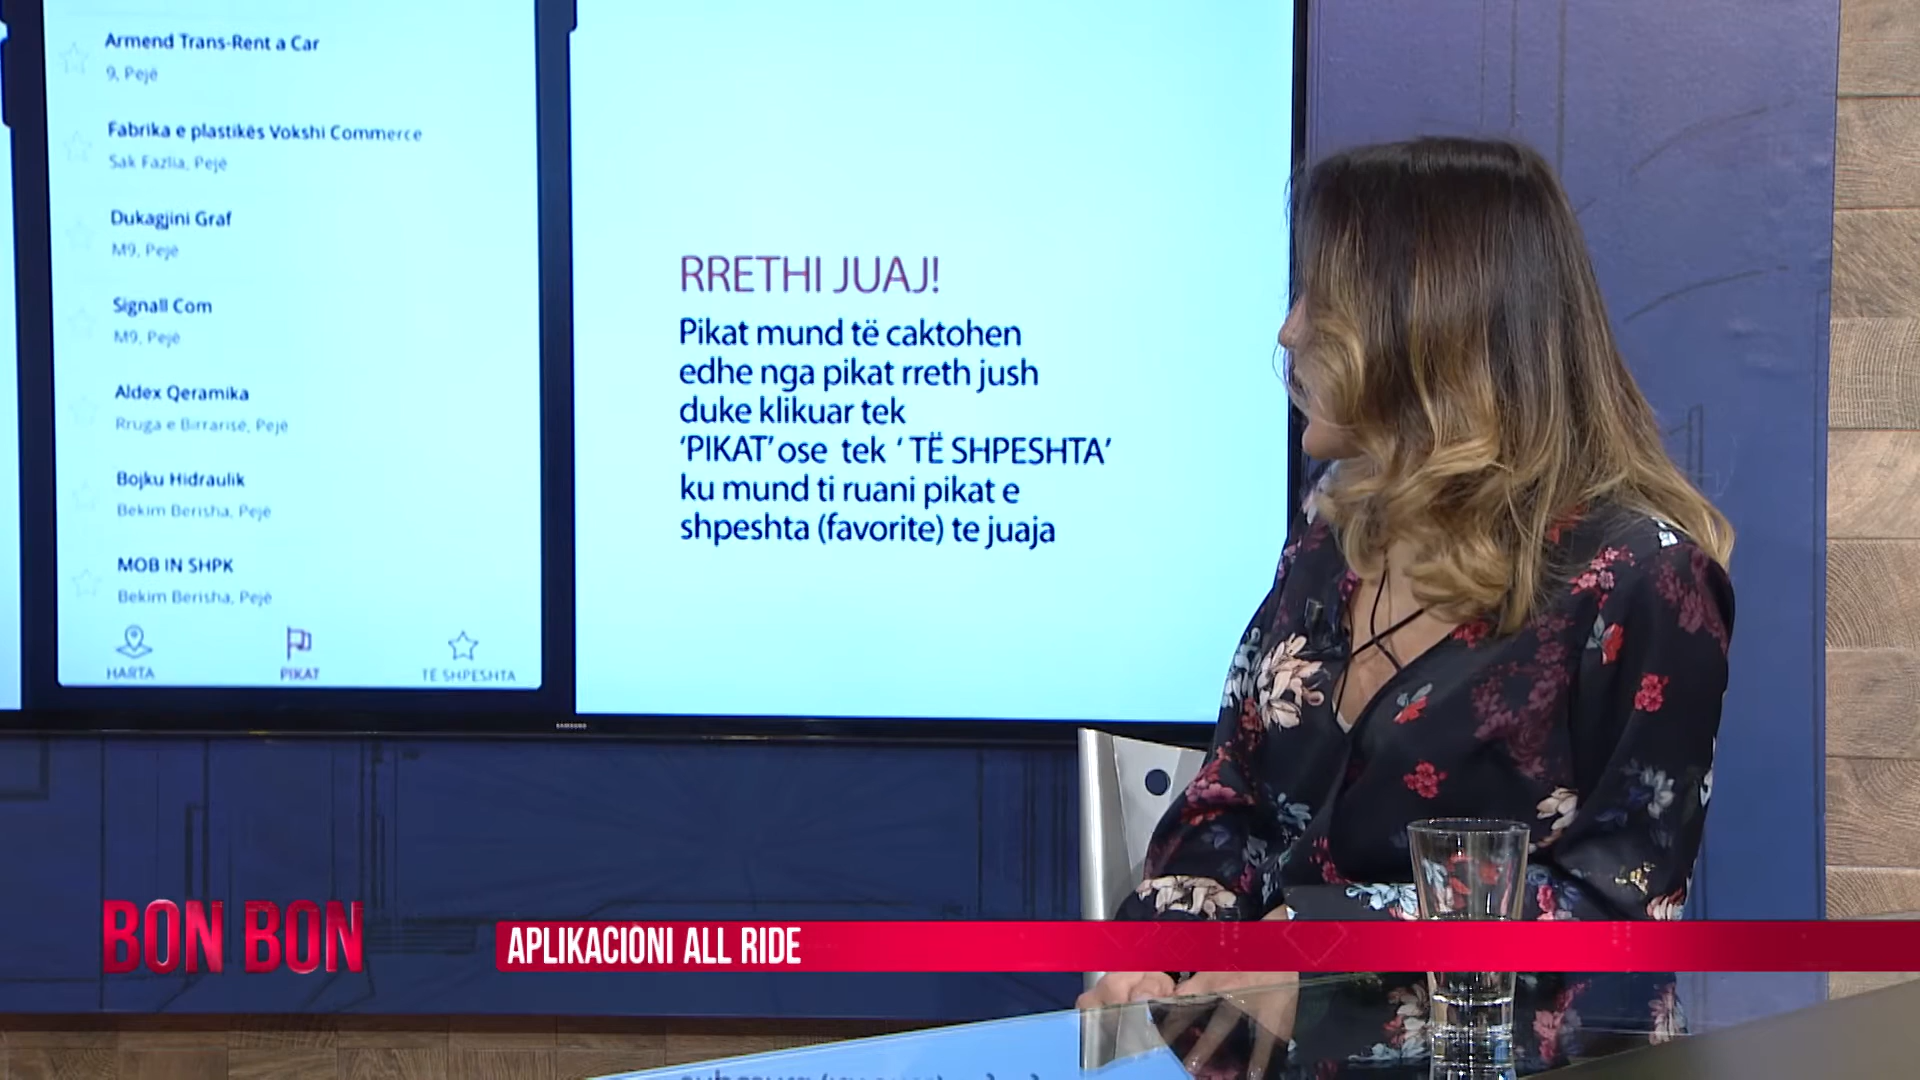 Armend Trans-Rent a Car
9, Pejë
Fabrika e plastikës Vokshi Commerce
Sak Fazlia, Pejë
Dukagjini Graf
M9, Pejë
Signall Com
M9, Pejë
Aldex Qeramika
Rruga e Birrarisë, Pejë
Bojku Hidraulik
Bekim Berisha, Pejë
MOB IN SHPK
Bekim Berisha, Pejë
HARTA
PIKAT
TË SHPESHTA
RRETHI JUAJ!
Pikat mund të caktohen
edhe nga pikat rreth jush
duke klikuar tek
‘PIKAT’ ose tek ‘ TË SHPESHTA’
ku mund ti ruani pikat e
shpeshta (favorite) te juaja
SAMSUNG
BON BON
APLIKACIONI ALL RIDE